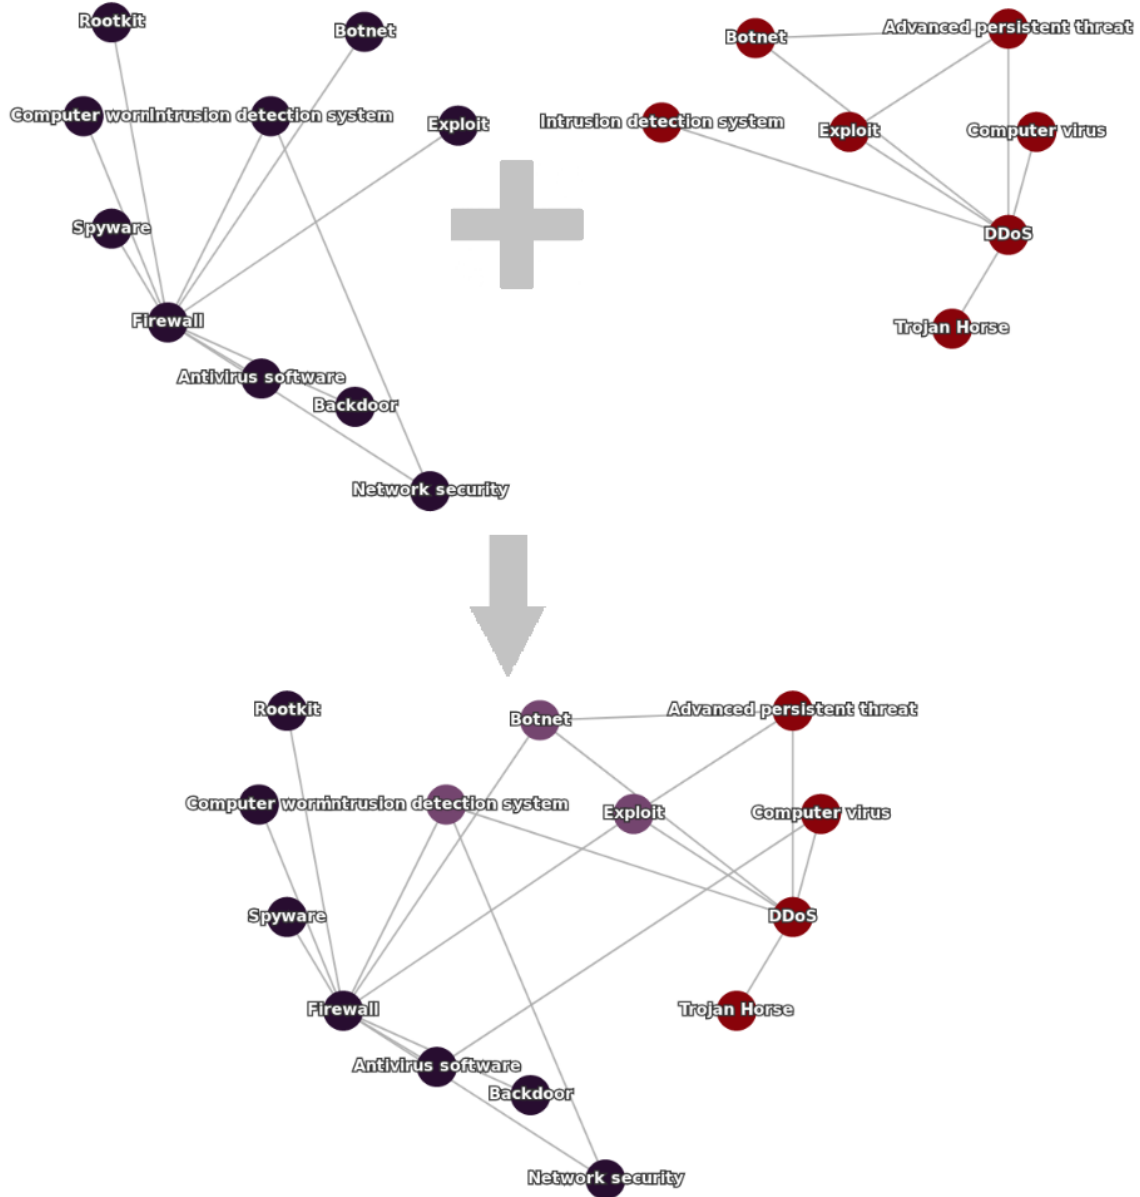 Rootkit
Botnet
Computer worm
Intrusion detection system
Exploit
Spyware
Firewall
Antivirus software
Backdoor
Network security
Botnet
Advanced persistent threat
Intrusion detection system
Exploit
Computer virus
DDoS
Trojan Horse
Rootkit
Botnet
Advanced persistent threat
Computer worm
Intrusion detection system
Exploit
Computer virus
Spyware
DDoS
Firewall
Trojan Horse
Antivirus software
Backdoor
Network security